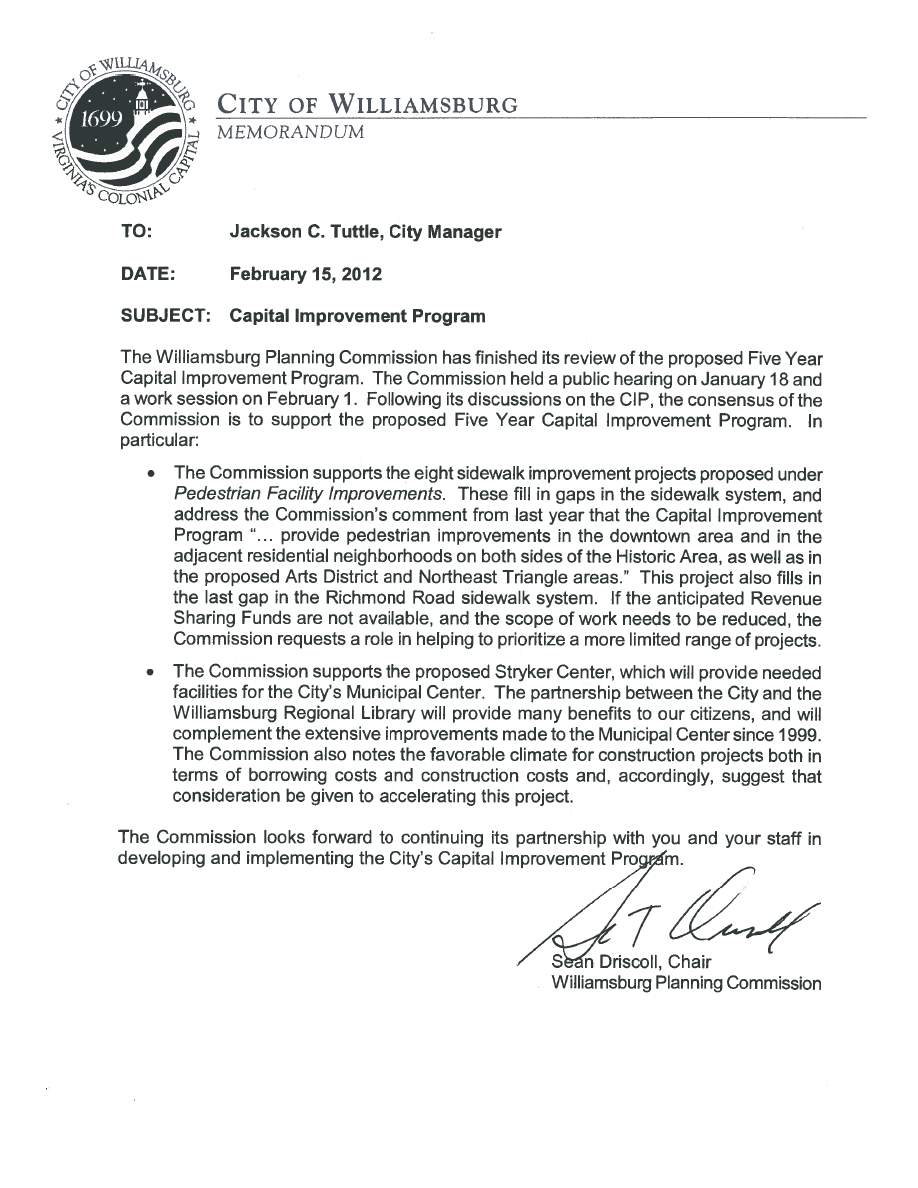 CITY OF WILLIAMSBURG
1699
VIRGINIA'S COLONIAL CAPITAL
CITY OF WILLIAMSBURG
MEMORANDUM
TO: Jackson C. Tuttle, City Manager
DATE: February 15, 2012
SUBJECT: Capital Improvement Program
The Williamsburg Planning Commission has finished its review of the proposed Five Year
Capital Improvement Program. The Commission held a public hearing on January 18 and
a work session on February 1. Following its discussions on the CIP, the consensus of the
Commission is to support the proposed Five Year Capital Improvement Program. In
particular:
• The Commission supports the eight sidewalk improvement projects proposed under
Pedestrian Facility Improvements. These fill in gaps in the sidewalk system, and
address the Commission's comment from last year that the Capital Improvement
Program "... provide pedestrian improvements in the downtown area and in the
adjacent residential neighborhoods on both sides of the Historic Area, as well as in
the proposed Arts District and Northeast Triangle areas." This project also fills in
the last gap in the Richmond Road sidewalk system. If the anticipated Revenue
Sharing Funds are not available, and the scope of work needs to be reduced, the
Commission requests a role in helping to prioritize a more limited range of projects.
• The Commission supports the proposed Stryker Center, which will provide needed
facilities for the City's Municipal Center. The partnership between the City and the
Williamsburg Regional Library will provide many benefits to our citizens, and will
complement the extensive improvements made to the Municipal Center since 1999.
The Commission also notes the favorable climate for construction projects both in
terms of borrowing costs and construction costs and, accordingly, suggest that
consideration be given to accelerating this project.
The Commission looks forward to continuing its partnership with you and your staff in
developing and implementing the City's Capital Improvement Program.
Sean Driscoll, Chair
Williamsburg Planning Commission